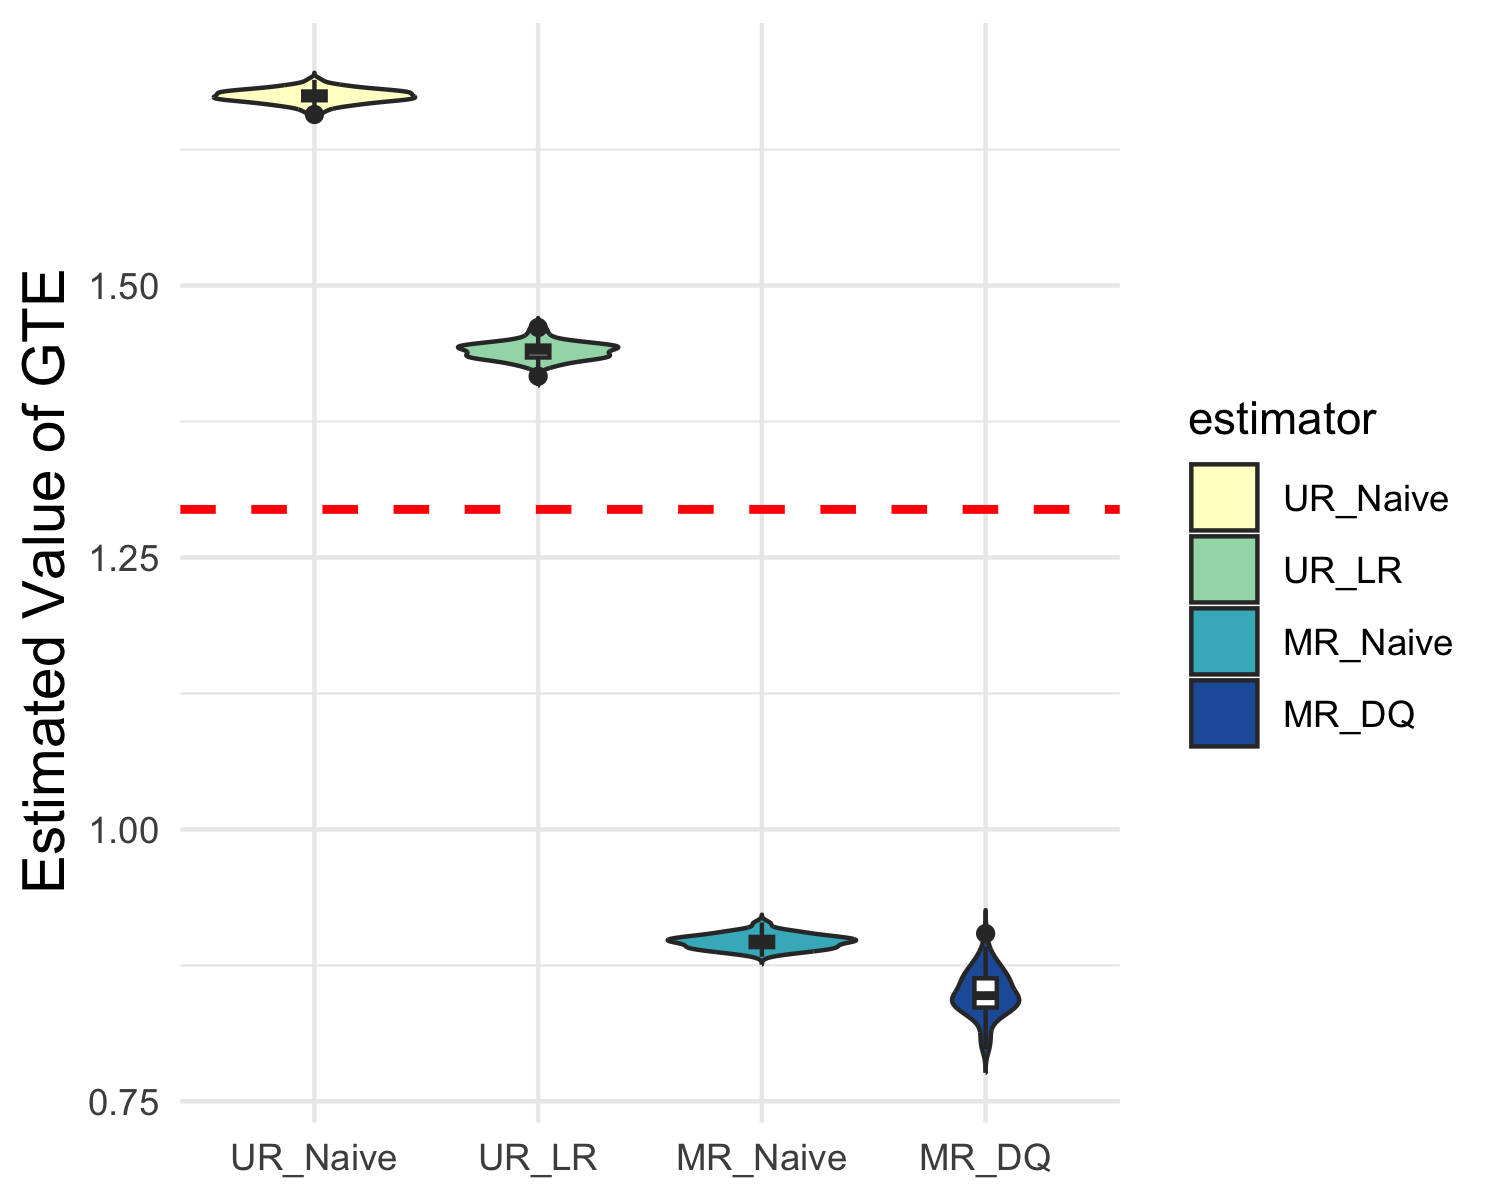 Estimated Value of GTE
1.50
1.25
1.00
0.75
UR_Naive
UR_LR
MR_Naive
MR_DQ
estimator
UR_Naive
UR_LR
MR_Naive
MR_DQ